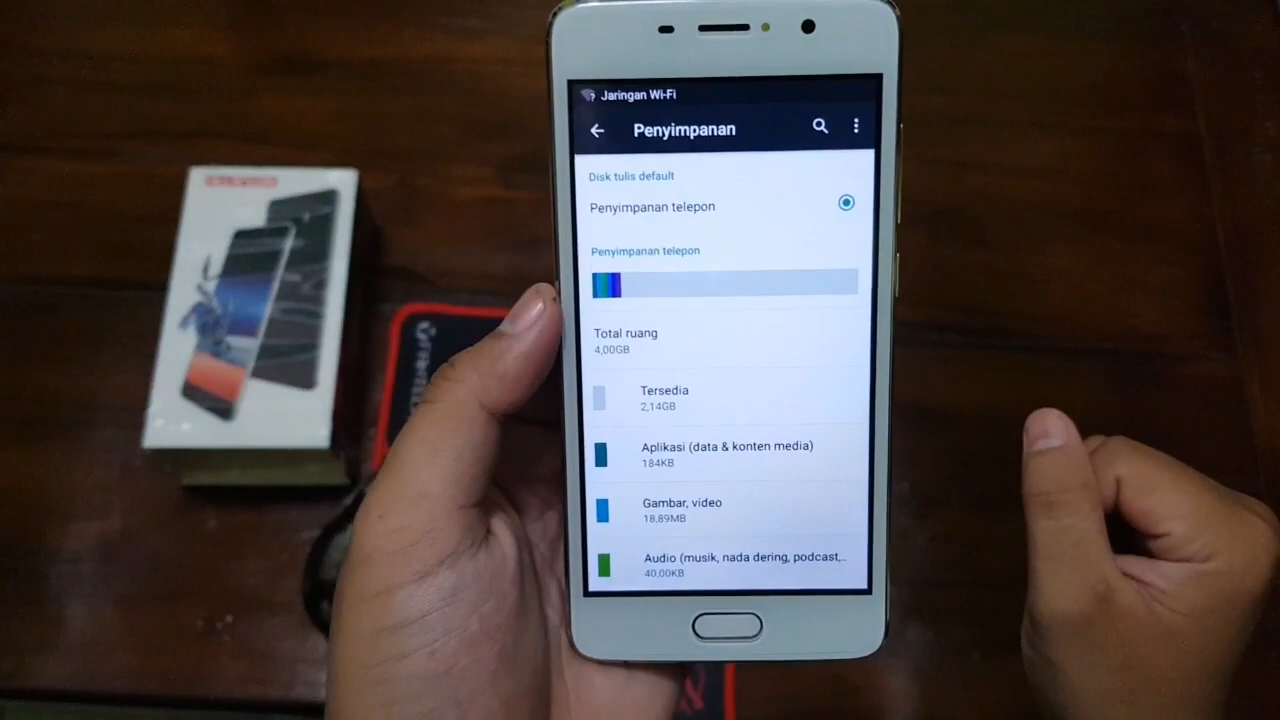 Jaringan Wi-Fi
Penyimpanan
Disk tulis default
Penyimpanan telepon
Penyimpanan telepon
Total ruang
4,00GB
Tersedia
2,14GB
Aplikasi (data & konten media)
184KB
Gambar, video
18,89MB
Audio (musik, nada dering, podcast,..
40,00KB